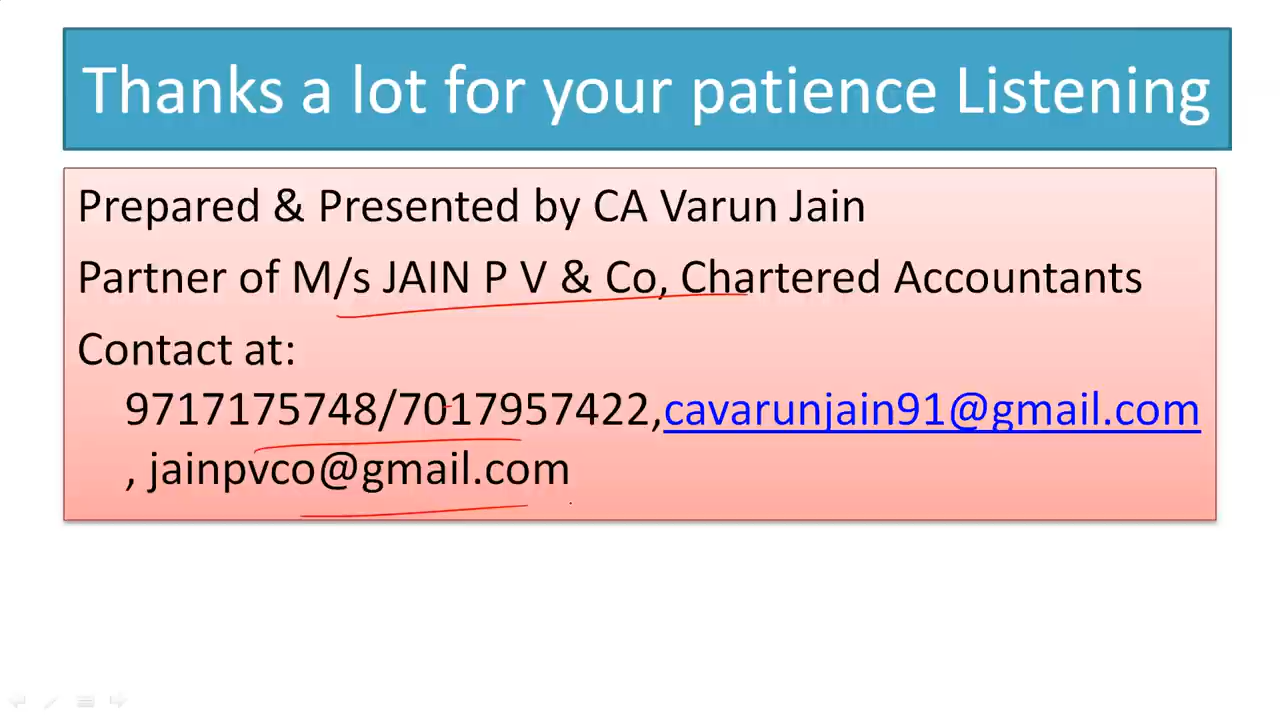 Thanks a lot for your patience Listening
Prepared & Presented by CA Varun Jain
Partner of M/s JAIN P V & Co, Chartered Accountants
Contact at:
9717175748/7017957422,cavarunjain91@gmail.com
, jainpvco@gmail.com